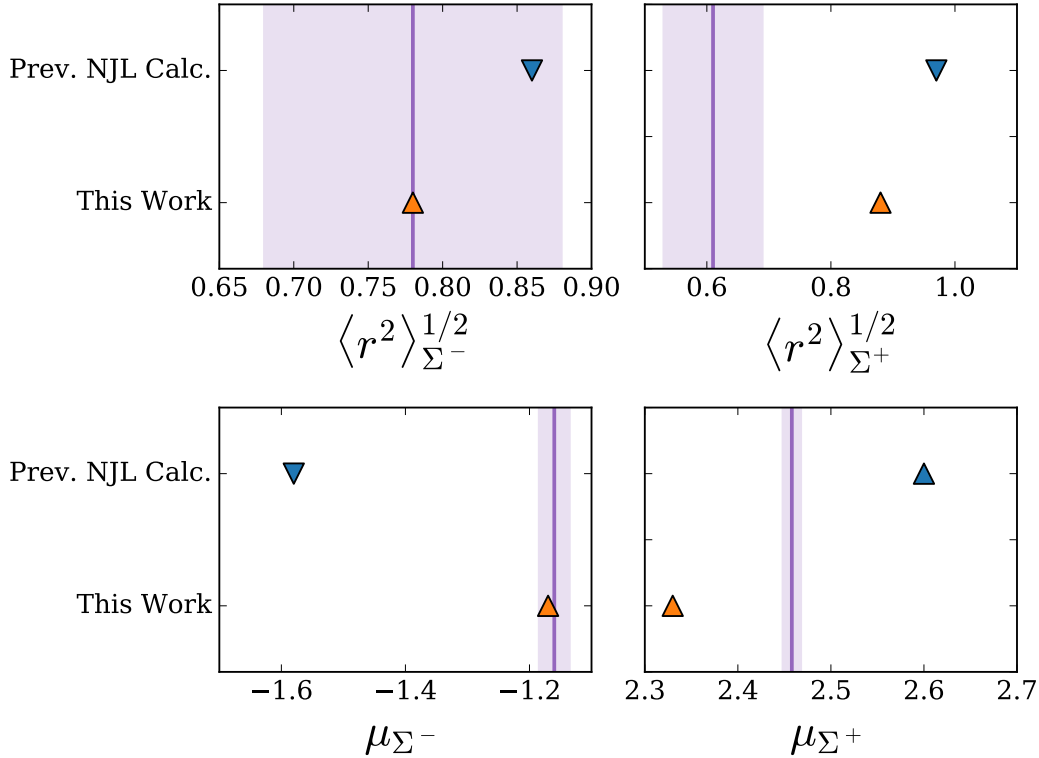 Prev. NJL Calc.
This Work
0.65 0.70 0.75 0.80 0.85 0.90
⟨r²⟩^{1/2}_{Σ⁻}
0.6 0.8 1.0
⟨r²⟩^{1/2}_{Σ⁺}
Prev. NJL Calc.
This Work
−1.6 −1.4 −1.2
μ_{Σ⁻}
2.3 2.4 2.5 2.6 2.7
μ_{Σ⁺}